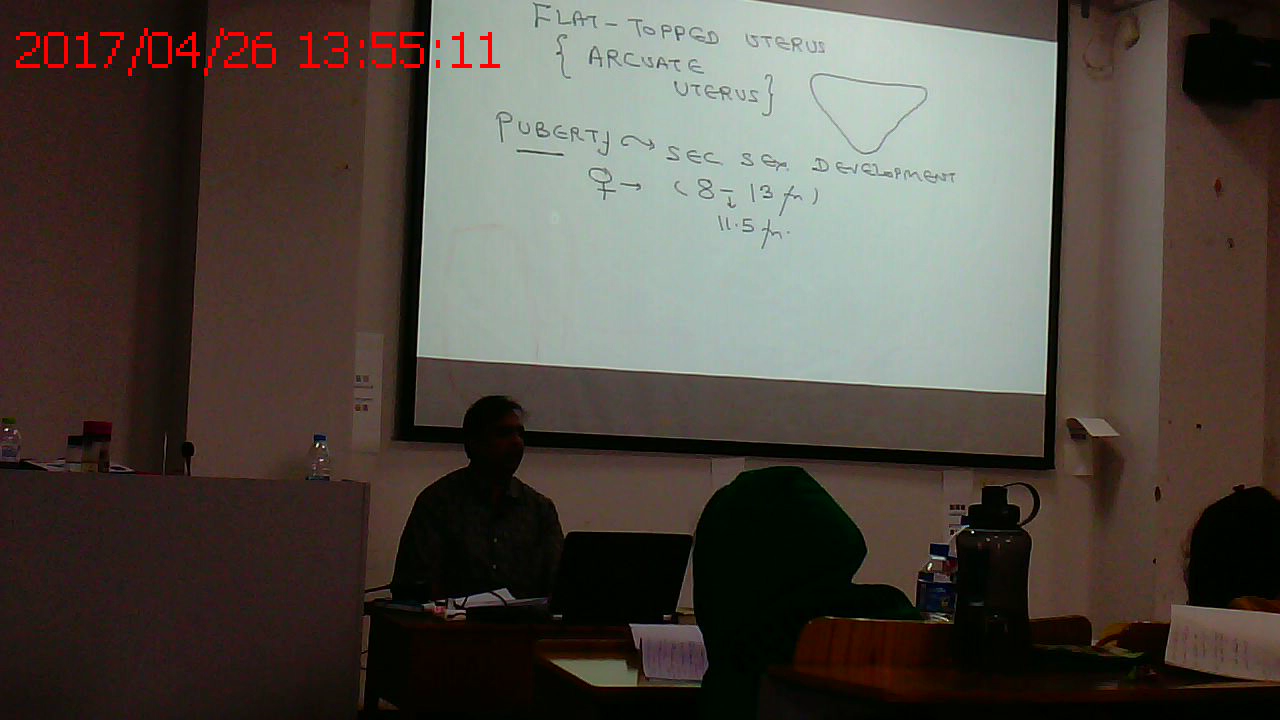 2017/04/26 13:55:11
FLAT-TOPPED UTERUS
{ ARCUATE
UTERUS}
PUBERTY ⤳ SEC SEX. DEVELOPMENT
♀→ (8-13 yr)
↓
11.5 yr.